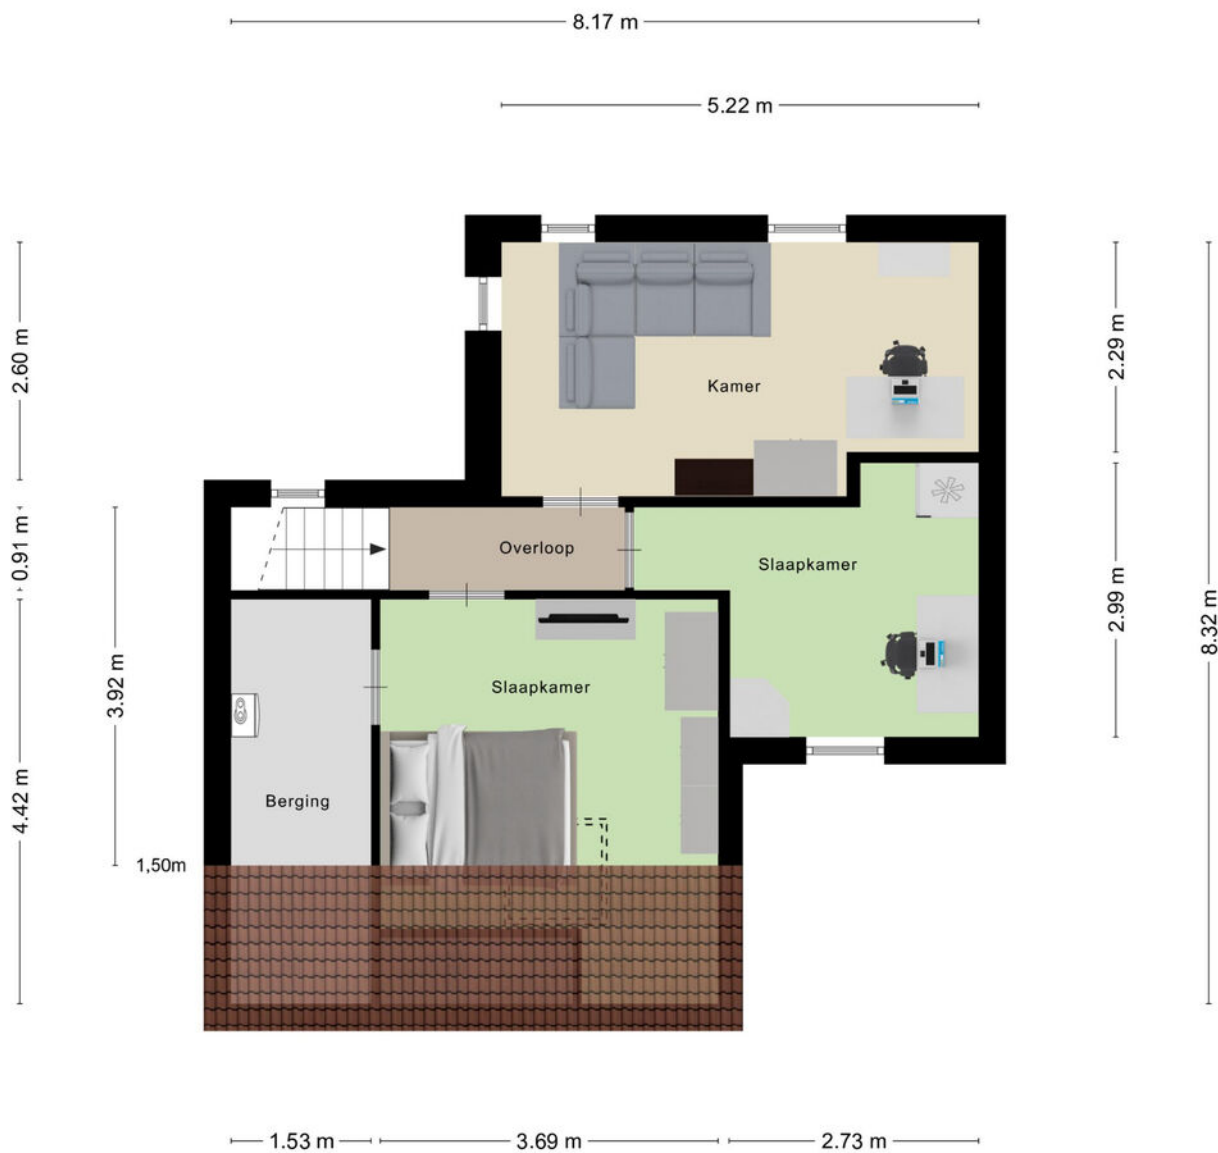 8.17 m
5.22 m
2.60 m
2.29 m
Kamer
0.91 m
Overloop
Slaapkamer
2.99 m
8.32 m
3.92 m
Slaapkamer
4.42 m
Berging
1,50m
1.53 m
3.69 m
2.73 m